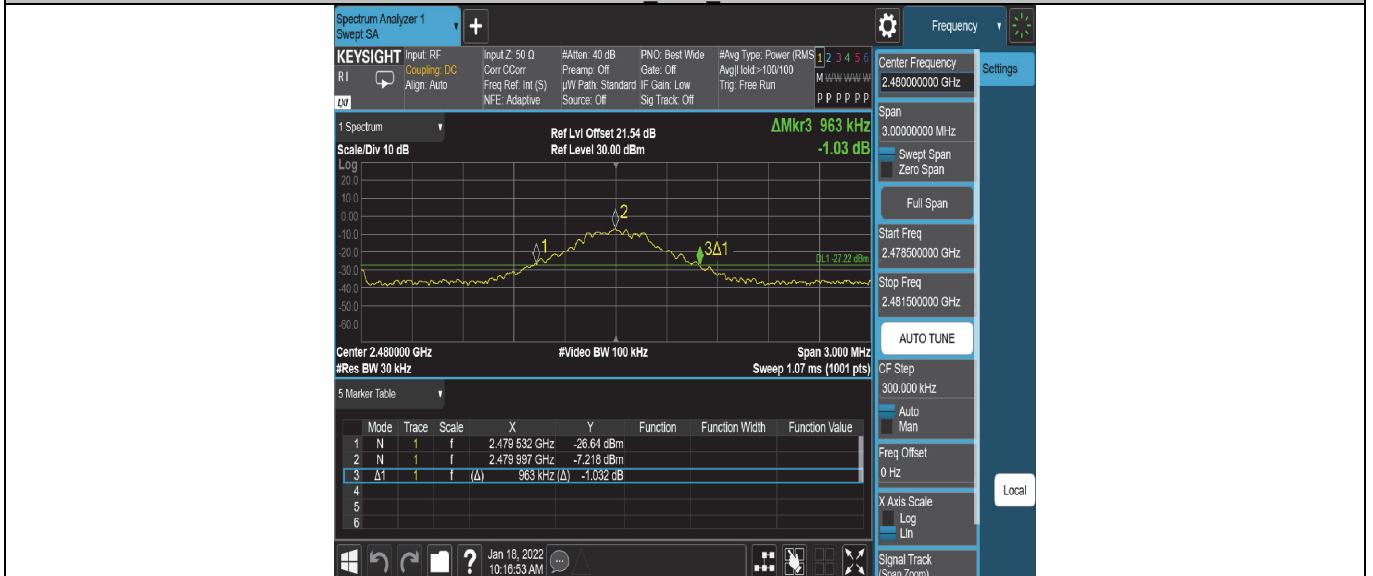 Spectrum Analyzer 1
Swept SA
Frequency
KEYSIGHT
R I
LXI
Input: RF
Coupling: DC
Align: Auto
Input Z: 50 Ω
Corr CCorr
Freq Ref: Int (S)
NFE: Adaptive
#Atten: 40 dB
Preamp: Off
µW Path: Standard
Source: Off
PNO: Best Wide
Gate: Off
IF Gain: Low
Sig Track: Off
#Avg Type: Power (RMS
Avg|Hold:>100/100
Trig: Free Run
1 2 3 4 5 6
M W W W W W
P P P P P P
1 Spectrum
Scale/Div 10 dB
Ref Lvl Offset 21.54 dB
Ref Level 30.00 dBm
ΔMkr3 963 kHz
-1.03 dB
Log
20.0
10.0
0.00
-10.0
-20.0
-30.0
-40.0
-50.0
-60.0
1
2
3Δ1
DL1 -27.22 dBm
Center 2.480000 GHz
#Res BW 30 kHz
#Video BW 100 kHz
Span 3.000 MHz
Sweep 1.07 ms (1001 pts)
5 Marker Table
Mode Trace Scale X Y Function Function Width Function Value
1 N 1 f 2.479 532 GHz -26.64 dBm
2 N 1 f 2.479 997 GHz -7.218 dBm
3 Δ1 1 f (Δ) 963 kHz (Δ) -1.032 dB
4
5
6
Jan 18, 2022
10:16:53 AM
Center Frequency
2.480000000 GHz
Settings
Span
3.00000000 MHz
Swept Span
Zero Span
Full Span
Start Freq
2.478500000 GHz
Stop Freq
2.481500000 GHz
AUTO TUNE
CF Step
300.000 kHz
Auto
Man
Freq Offset
0 Hz
X Axis Scale
Log
Lin
Local
Signal Track
(Span Zoom)